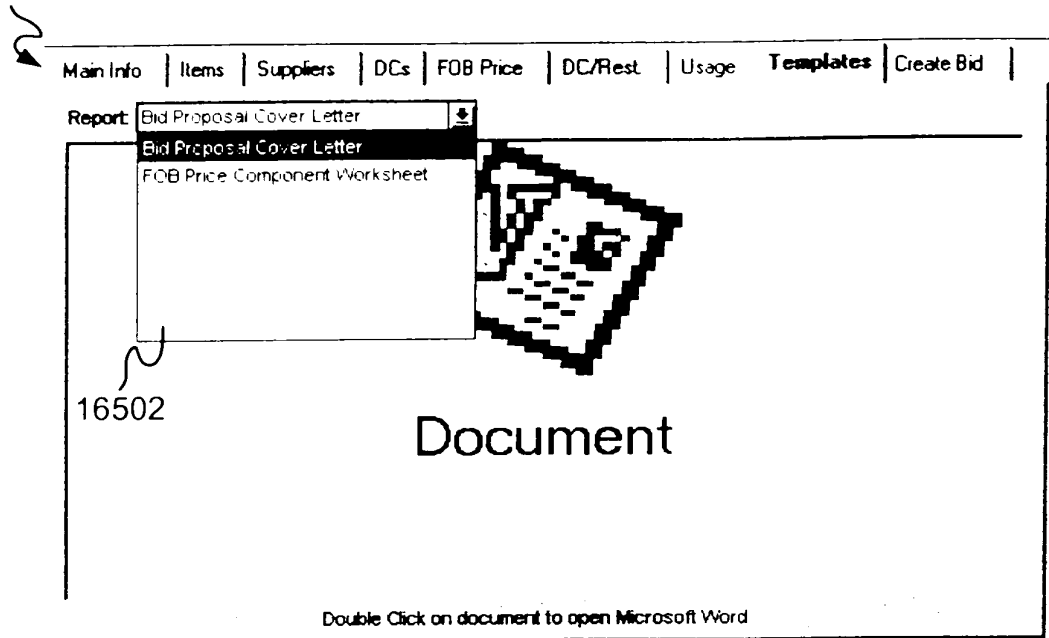 Main Info Items Suppliers DCs FOB Price DC/Rest. Usage Templates Create Bid
Report: Bid Proposal Cover Letter
Bid Proposal Cover Letter
FOB Price Component Worksheet
16502
Document
Double Click on document to open Microsoft Word